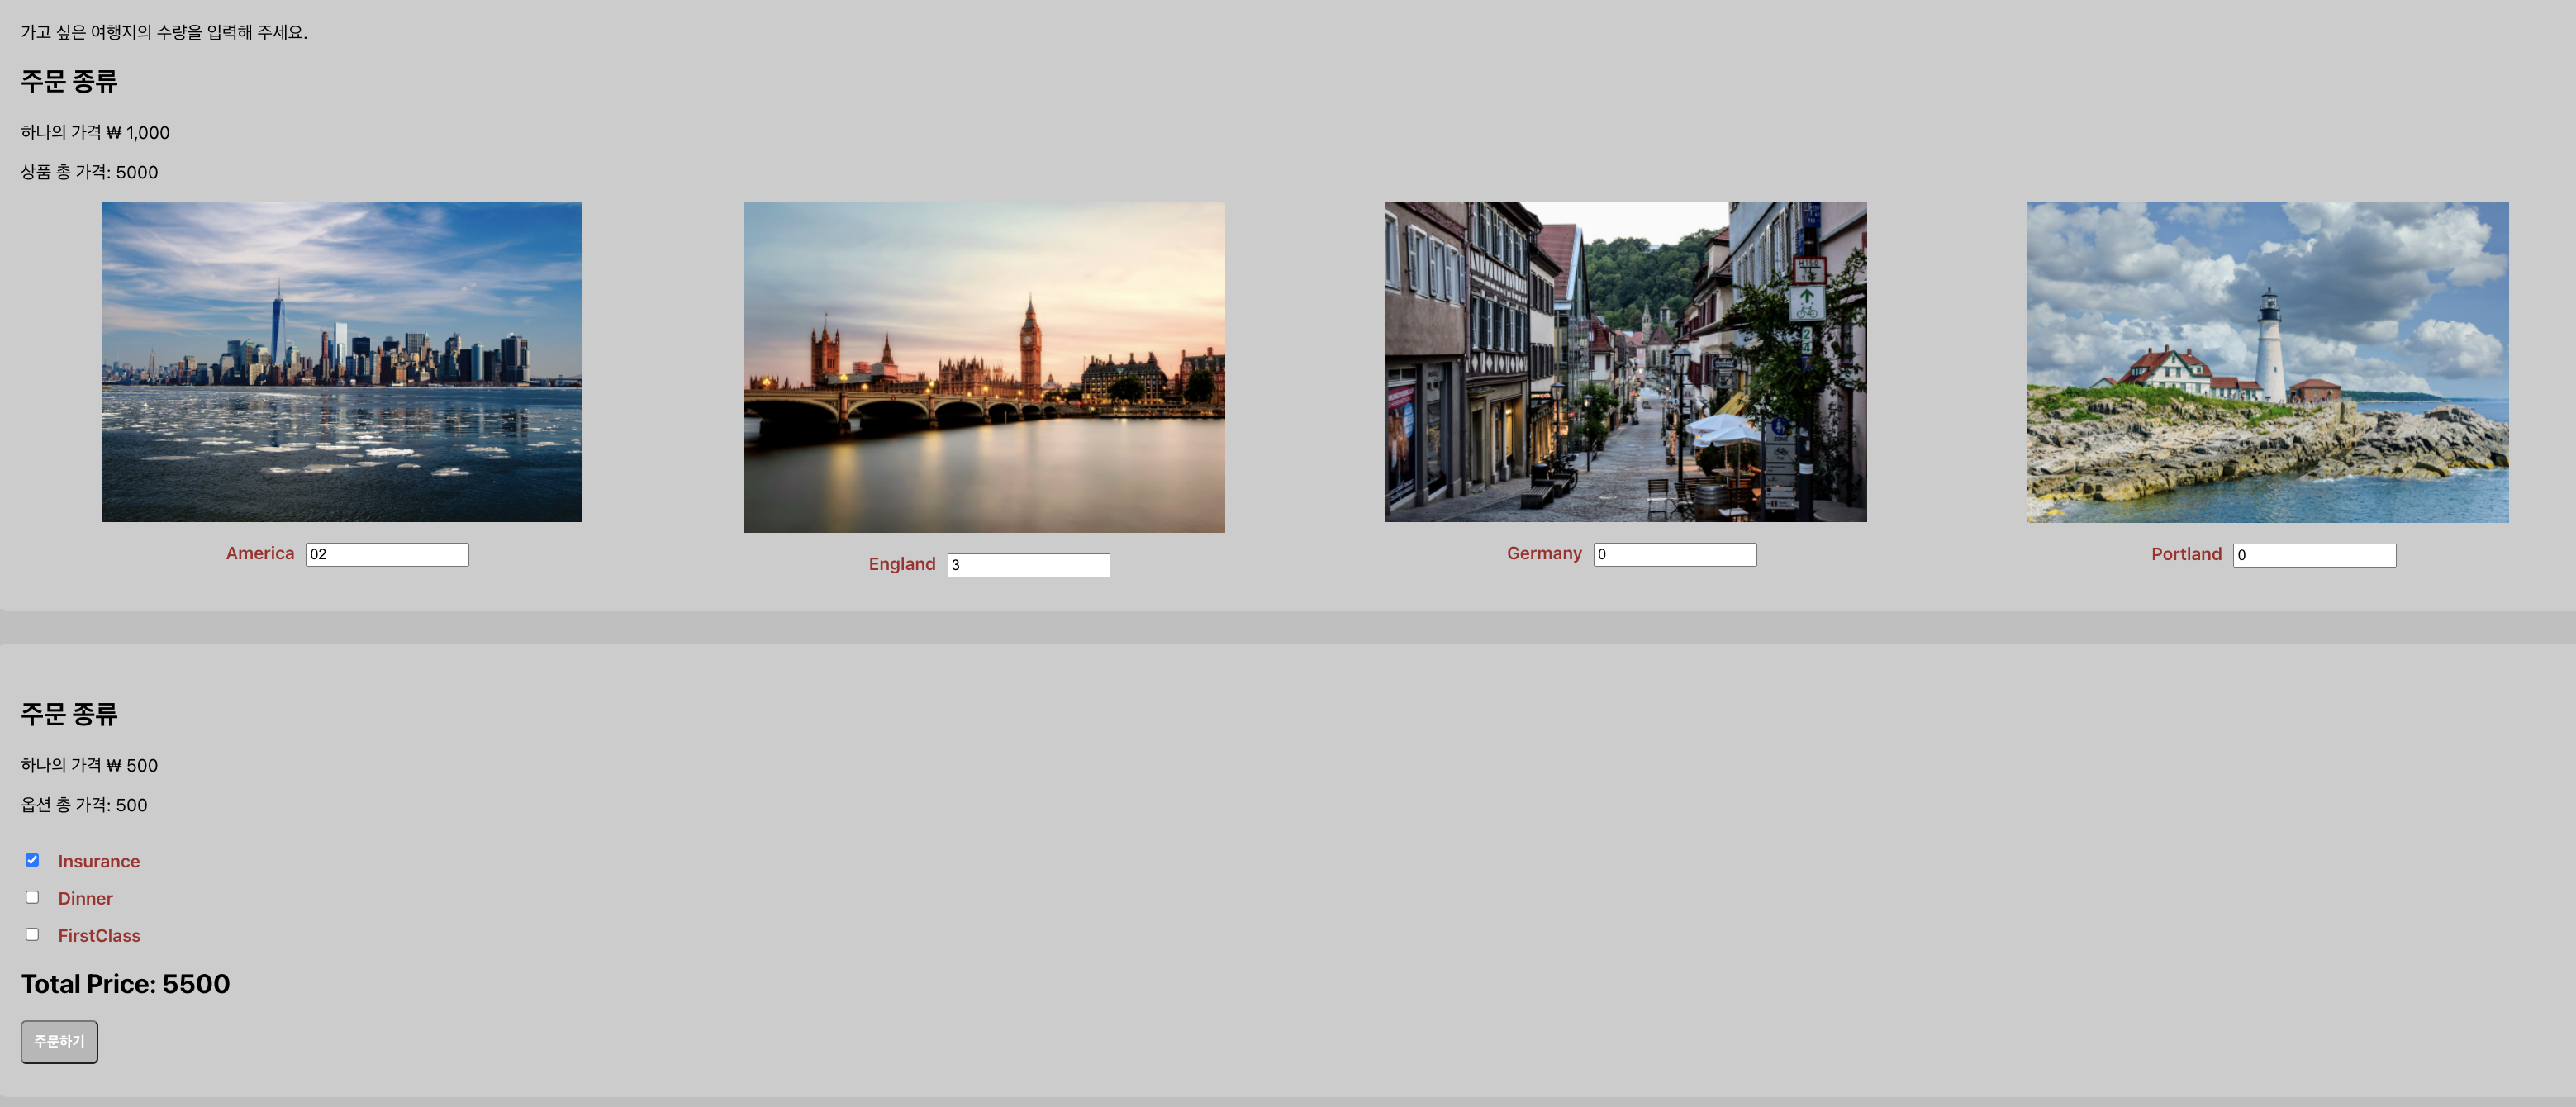 가고 싶은 여행지의 수량을 입력해 주세요.
주문 종류
하나의 가격 ₩ 1,000
상품 총 가격: 5000
America 02
England 3
Germany 0
Portland 0
주문 종류
하나의 가격 ₩ 500
옵션 총 가격: 500
Insurance
Dinner
FirstClass
Total Price: 5500
주문하기